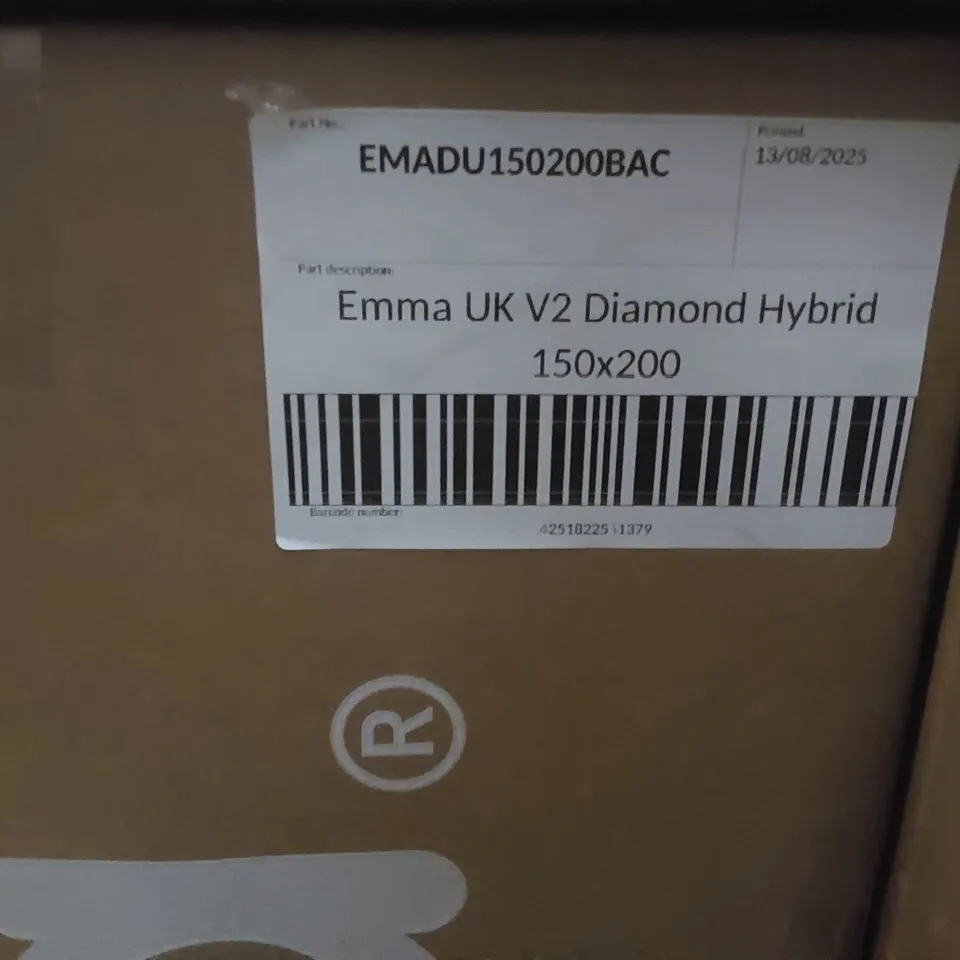 Part No.:
EMADU150200BAC
Printed:
13/08/2025
Part description:
Emma UK V2 Diamond Hybrid
150x200
Barcode number:
®